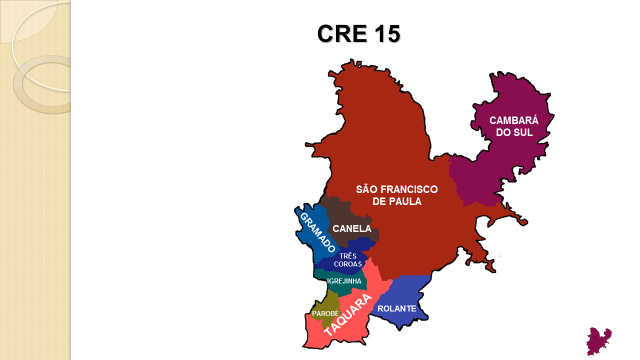 CRE 15
CAMBARÁ
DO SUL
SÃO FRANCISCO
DE PAULA
GRAMADO
CANELA
TRÊS
COROAS
IGREJINHA
PAROBÉ
TAQUARA
ROLANTE